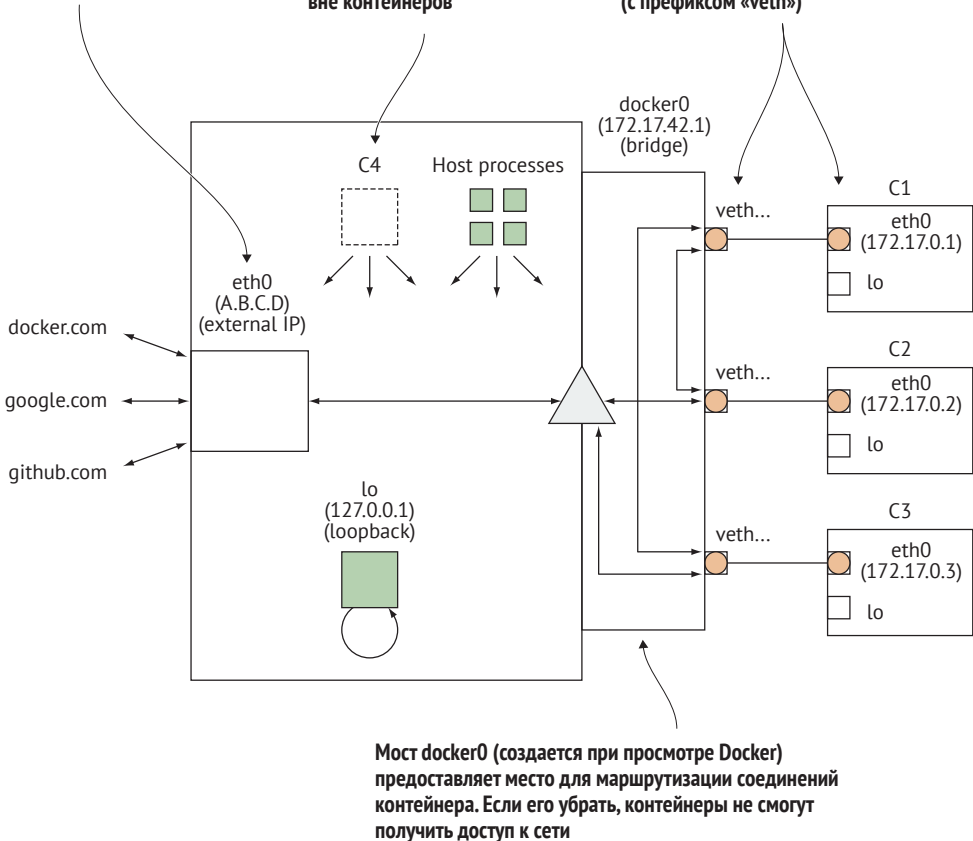 вне контейнеров
(с префиксом «veth»)
docker0
(172.17.42.1)
(bridge)
C4
Host processes
eth0
(A.B.C.D)
(external IP)
docker.com
google.com
github.com
lo
(127.0.0.1)
(loopback)
veth...
veth...
veth...
C1
eth0
(172.17.0.1)
lo
C2
eth0
(172.17.0.2)
lo
C3
eth0
(172.17.0.3)
lo
Мост docker0 (создается при просмотре Docker)
предоставляет место для маршрутизации соединений
контейнера. Если его убрать, контейнеры не смогут
получить доступ к сети